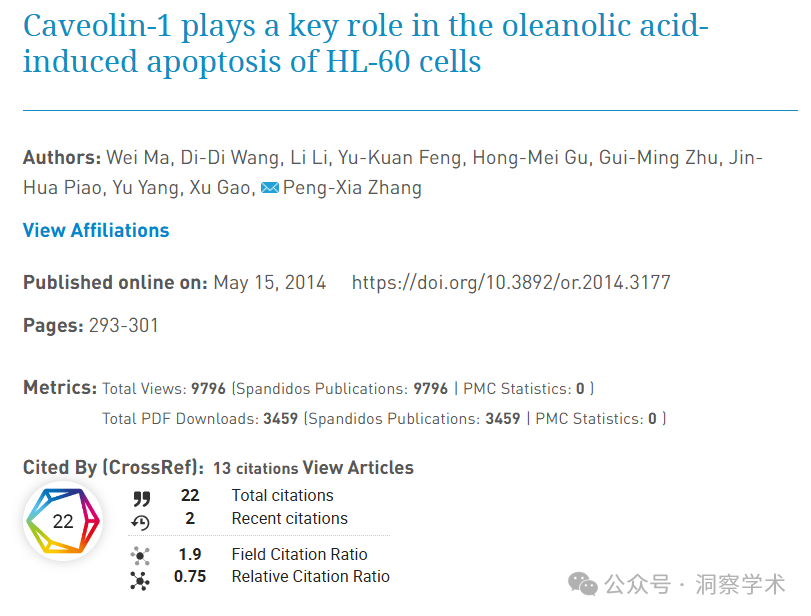 Caveolin-1 plays a key role in the oleanolic acid-
induced apoptosis of HL-60 cells
Authors: Wei Ma, Di-Di Wang, Li Li, Yu-Kuan Feng, Hong-Mei Gu, Gui-Ming Zhu, Jin-
Hua Piao, Yu Yang, Xu Gao, Peng-Xia Zhang
View Affiliations
Published online on: May 15, 2014 https://doi.org/10.3892/or.2014.3177
Pages: 293-301
Metrics: Total Views: 9796 (Spandidos Publications: 9796 | PMC Statistics: 0 )
Total PDF Downloads: 3459 (Spandidos Publications: 3459 | PMC Statistics: 0 )
Cited By (CrossRef): 13 citations View Articles
22
22 Total citations
2 Recent citations
1.9 Field Citation Ratio
0.75 Relative Citation Ratio
公众号 · 洞察学术